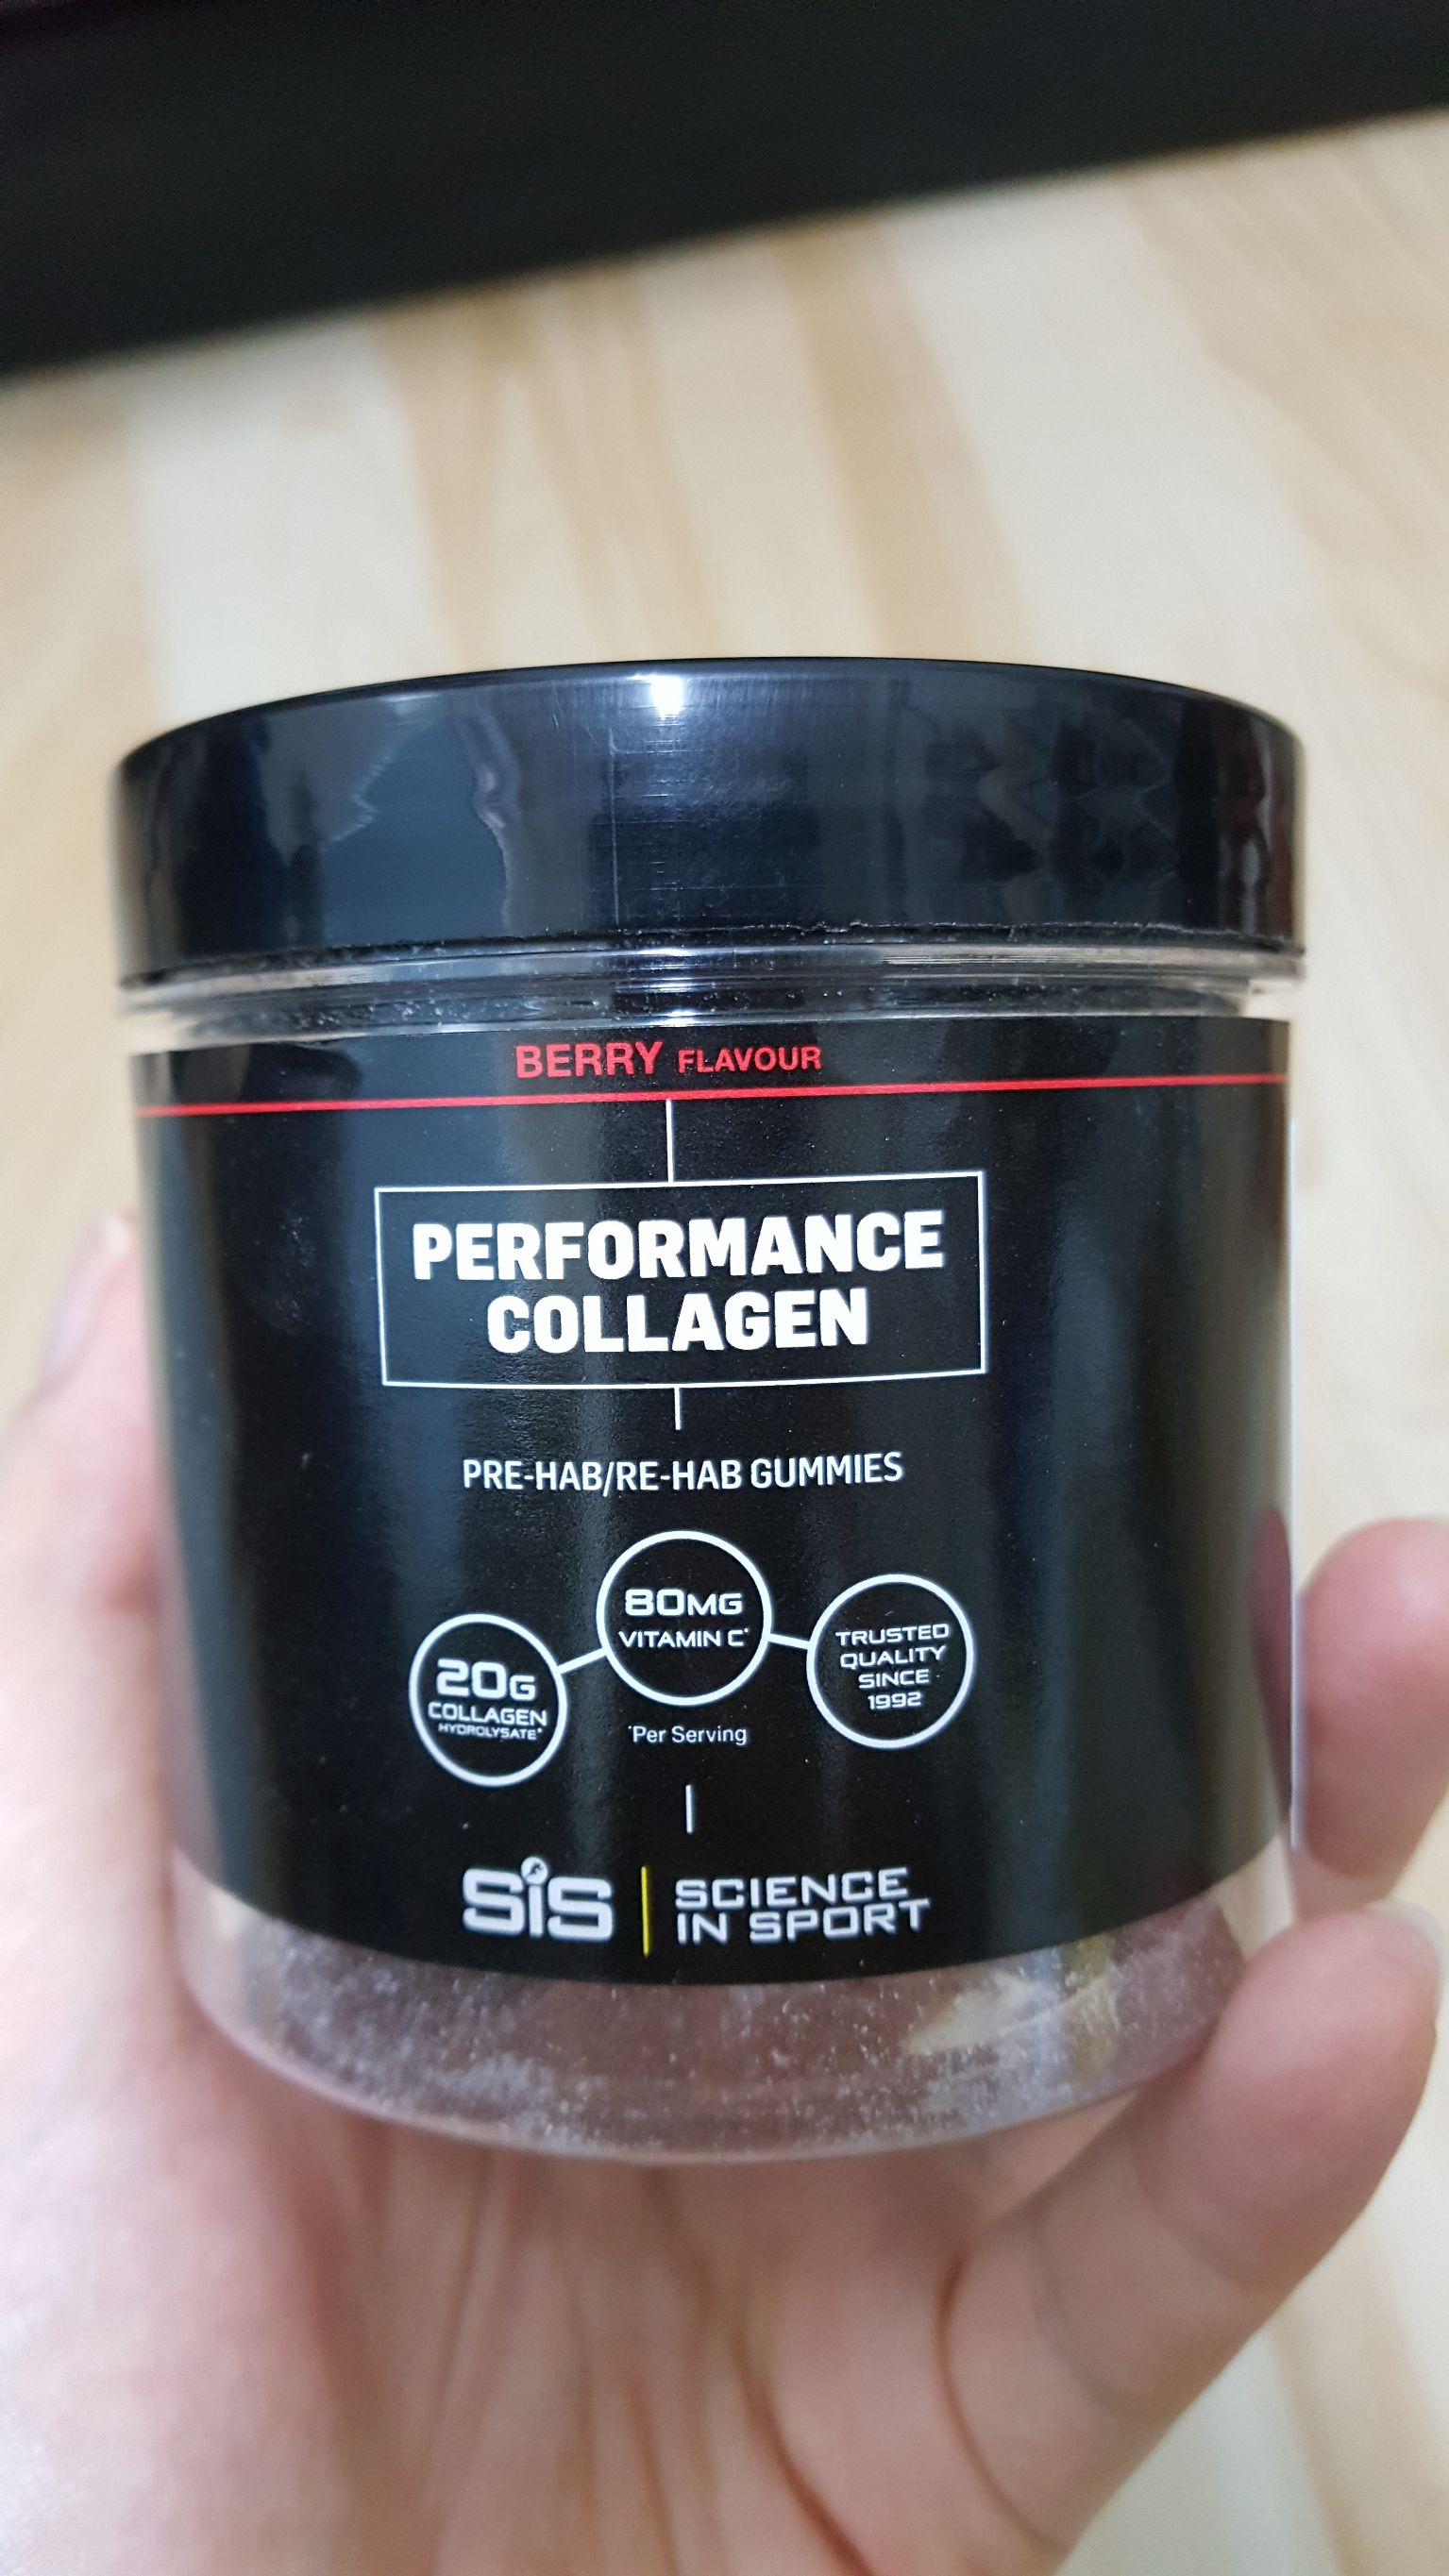 BERRY FLAVOUR
PERFORMANCE
COLLAGEN
PRE-HAB/RE-HAB GUMMIES
20G
COLLAGEN
HYDROLYSATE*
80MG
VITAMIN C*
*Per Serving
TRUSTED
QUALITY
SINCE
1992
SiS
SCIENCE
IN SPORT